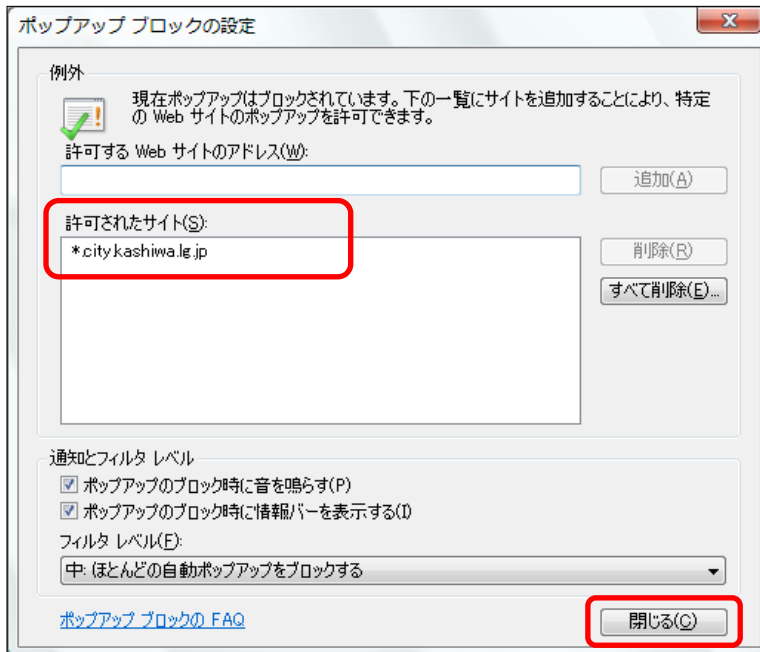 ポップアップ ブロックの設定
例外
現在ポップアップはブロックされています。下の一覧にサイトを追加することにより、特定
の Web サイトのポップアップを許可できます。
許可する Web サイトのアドレス(W):
追加(A)
許可されたサイト(S):
*.city.kashiwa.lg.jp
削除(R)
すべて削除(E)...
通知とフィルタ レベル
ポップアップのブロック時に音を鳴らす(P)
ポップアップのブロック時に情報バーを表示する(I)
フィルタ レベル(F):
中: ほとんどの自動ポップアップをブロックする
ポップアップ ブロックの FAQ
閉じる(C)